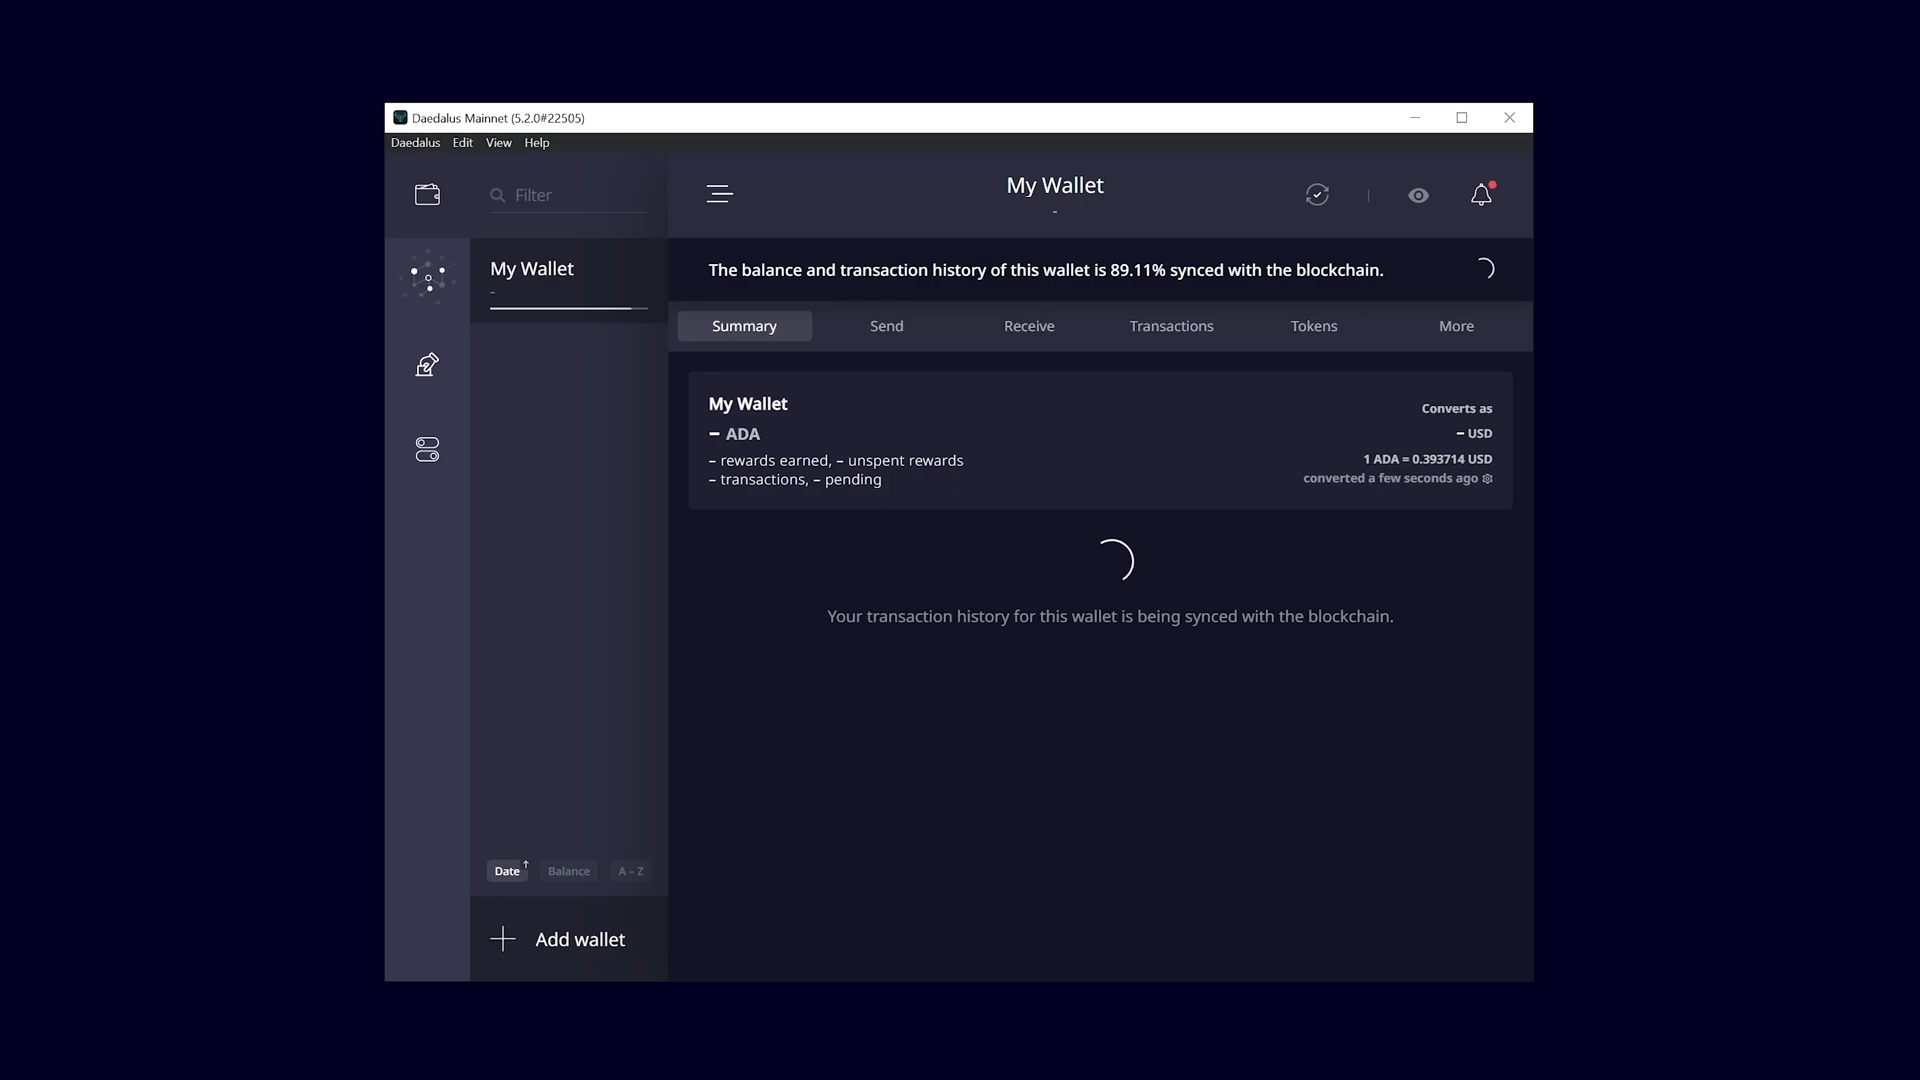 Daedalus Mainnet (5.2.0#22505)
Daedalus Edit View Help
Filter
My Wallet
-
My Wallet
-
The balance and transaction history of this wallet is 89.11% synced with the blockchain.
Summary Send Receive Transactions Tokens More
My Wallet
– ADA
– rewards earned, – unspent rewards
– transactions, – pending
Converts as
– USD
1 ADA = 0.393714 USD
converted a few seconds ago
Your transaction history for this wallet is being synced with the blockchain.
Date Balance A – Z
Add wallet